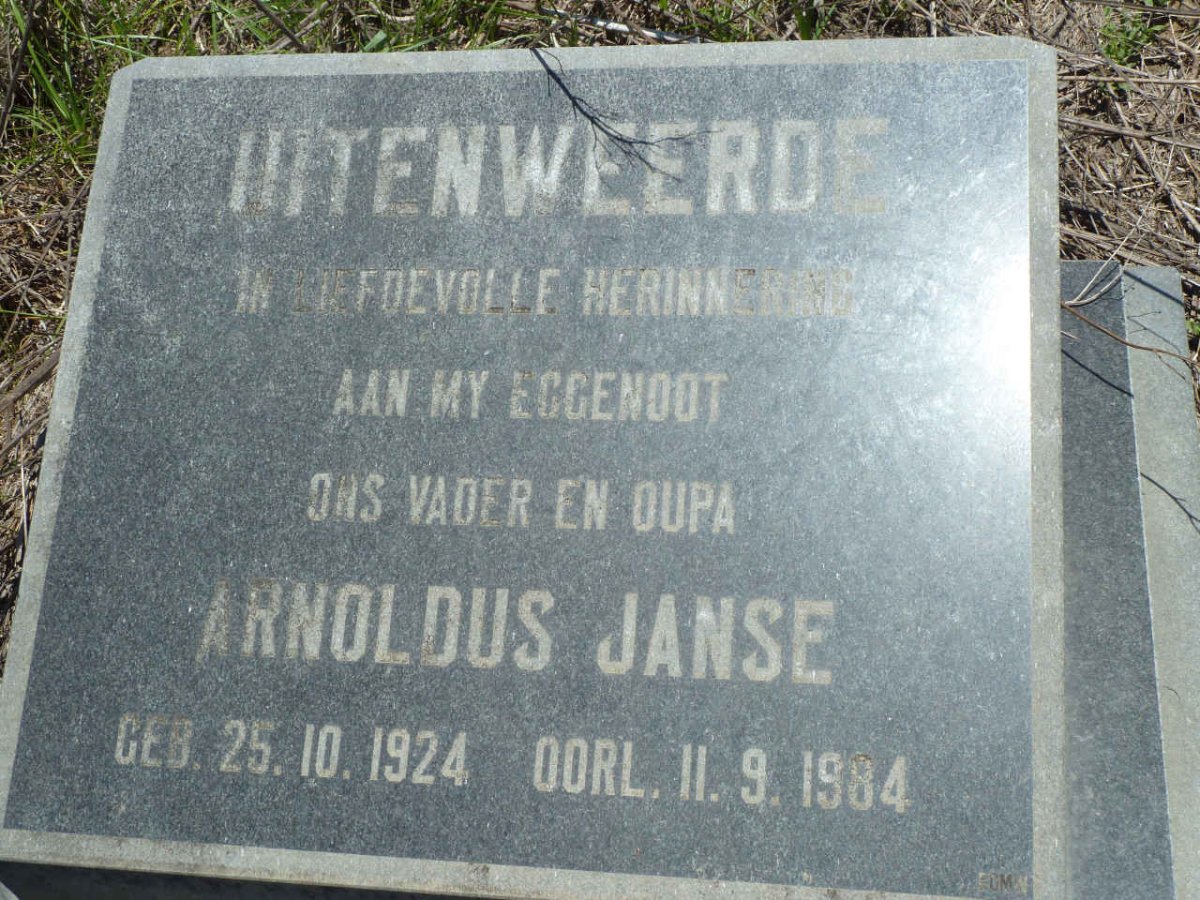 UITENWEERDE
IN LIEFDEVOLLE HERINNERING
AAN MY EGGENOOT
ONS VADER EN OUPA
ARNOLDUS JANSE
GEB. 25. 10. 1924 OORL. 11. 9. 1984